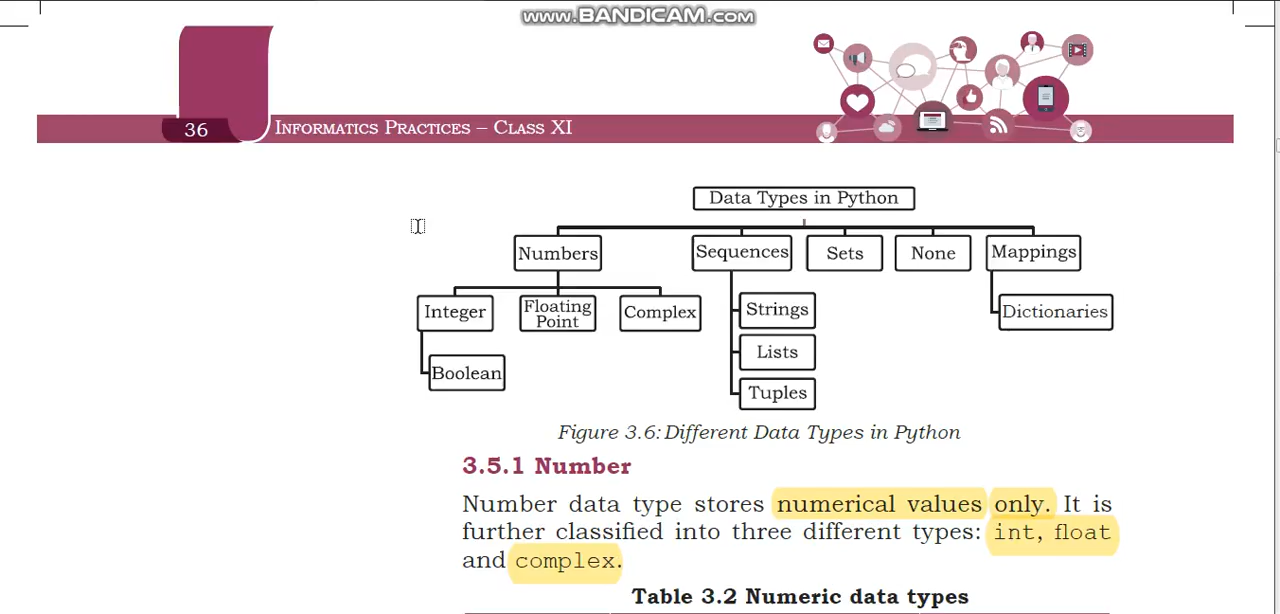 www.BANDICAM.com
36
INFORMATICS PRACTICES – CLASS XI
Data Types in Python
Numbers
Sequences
Sets
None
Mappings
Integer
Floating
Point
Complex
Strings
Dictionaries
Lists
Boolean
Tuples
Figure 3.6: Different Data Types in Python
3.5.1 Number
Number data type stores numerical values only. It is
further classified into three different types: int, float
and complex.
Table 3.2 Numeric data types